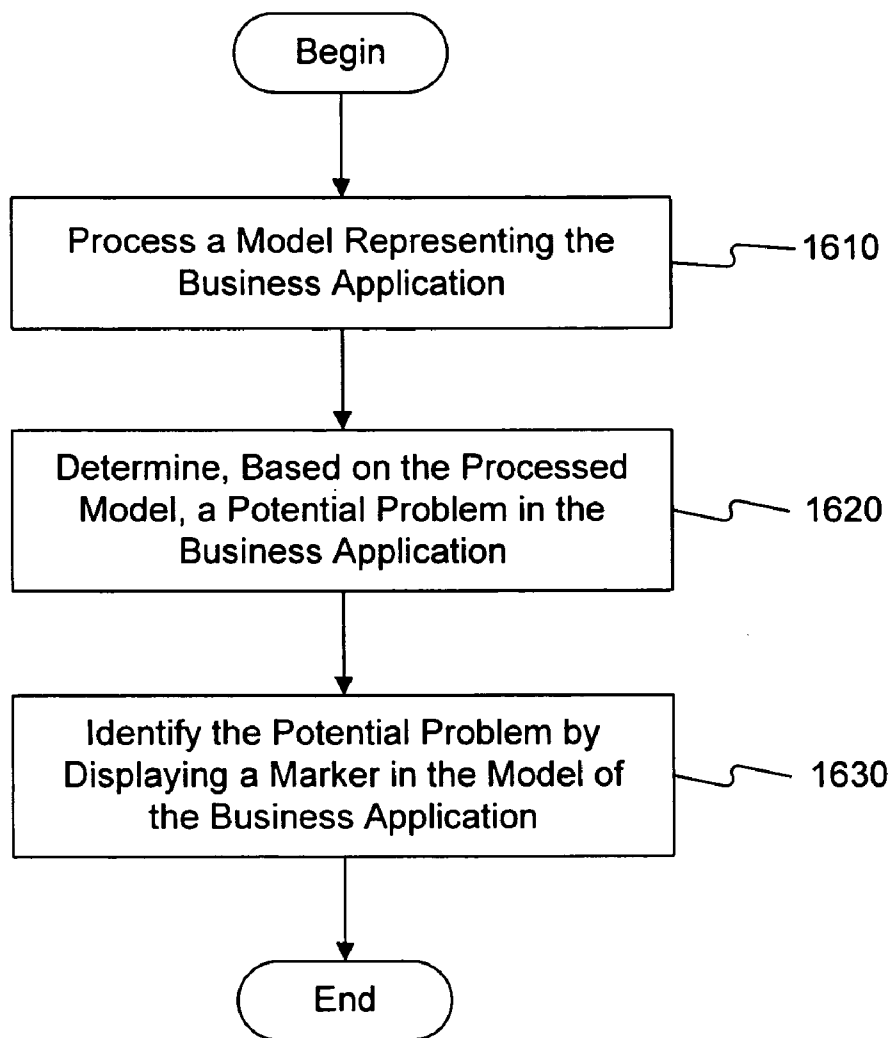 Begin
Process a Model Representing the
Business Application
1610
Determine, Based on the Processed
Model, a Potential Problem in the
Business Application
1620
Identify the Potential Problem by
Displaying a Marker in the Model of
the Business Application
1630
End